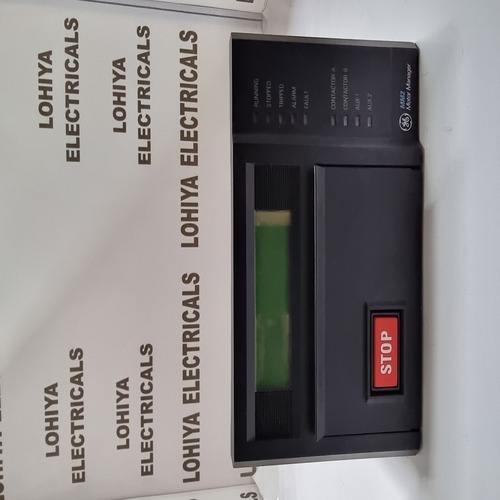 LOHIYA
ELECTRICALS
LOHIYA
ELECTRICALS
LOHIYA ELECTRICALS
LOHIYA
ELECTRICALS
LOHIYA
ELECTRICALS
LOHIYA ELECTRICALS
RUNNING
STOPPED
TRIPPED
ALARM
FAULT
CONTACTOR A
CONTACTOR B
AUX 1
AUX 2
MM2
Motor Manager
STOP